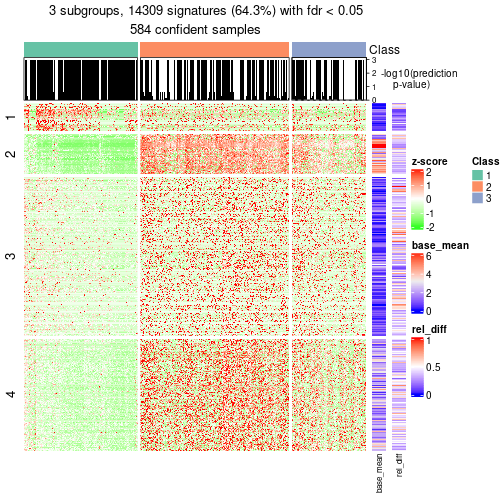 3 subgroups, 14309 signatures (64.3%) with fdr < 0.05
584 confident samples
Class
3
2
1
0
-log10(prediction
p-value)
1
2
3
4
z-score
2
1
0
-1
-2
Class
1
2
3
base_mean
6
4
2
0
rel_diff
1
0.5
0
base_mean
rel_diff